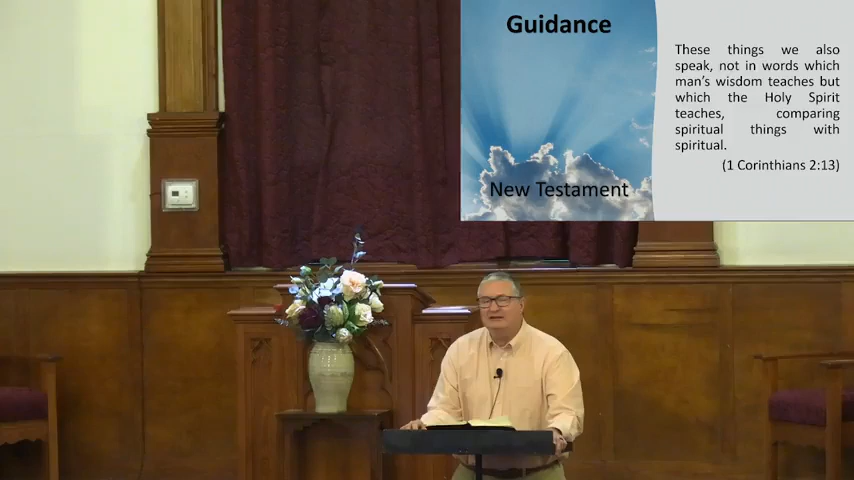 Guidance
New Testament
These things we also
speak, not in words which
man's wisdom teaches but
which the Holy Spirit
teaches, comparing
spiritual things with
spiritual.
(1 Corinthians 2:13)